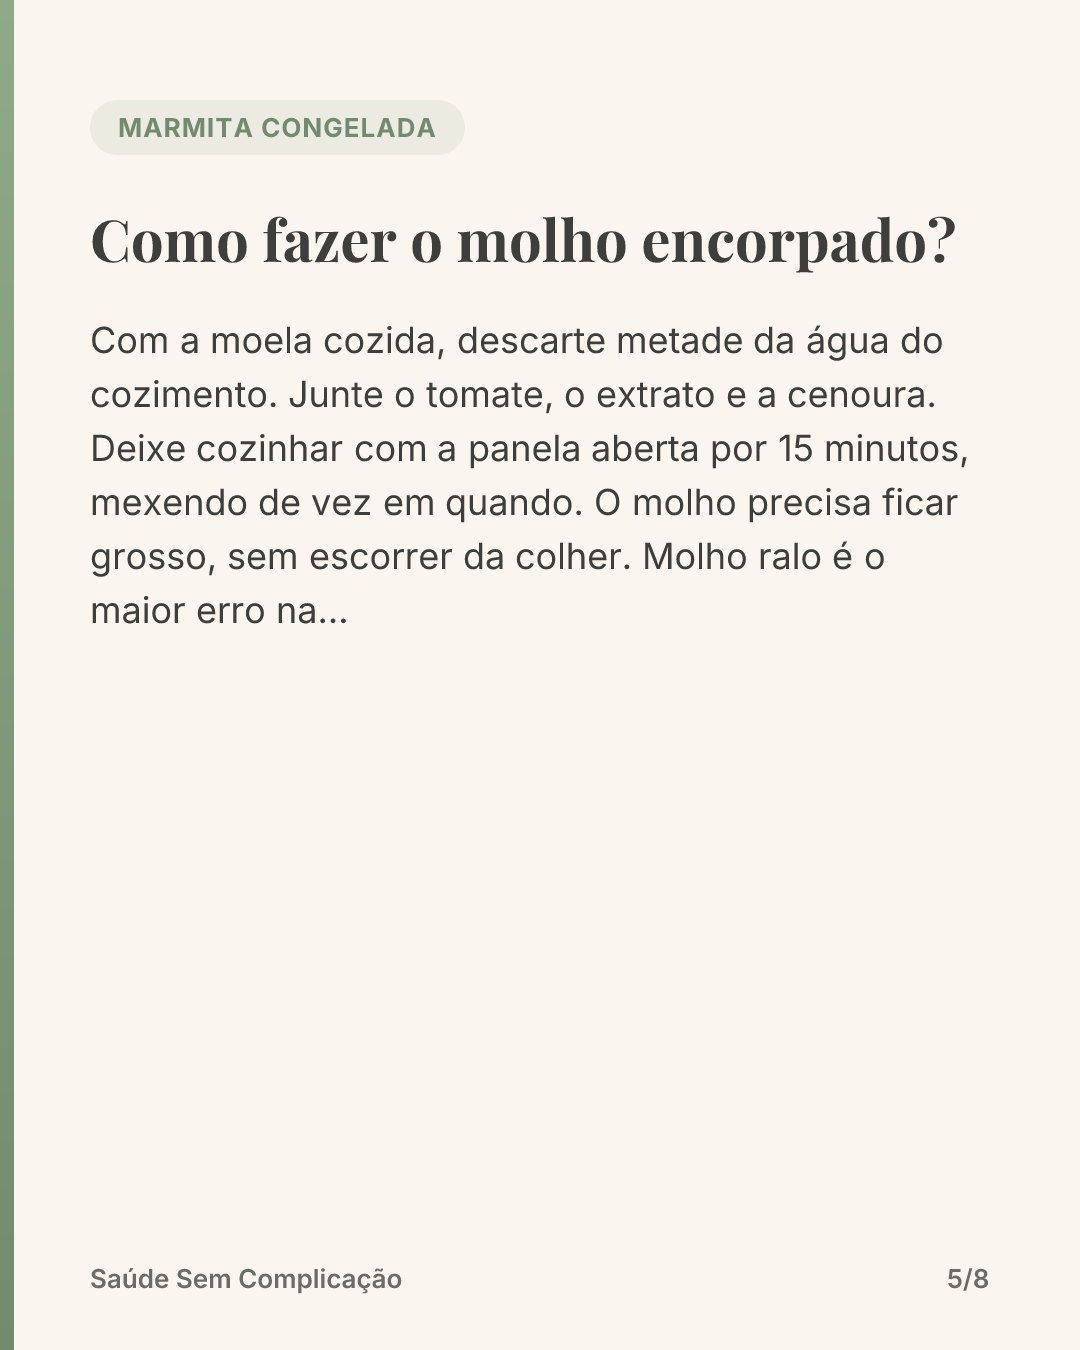 MARMITA CONGELADA
Como fazer o molho encorpado?
Com a moela cozida, descarte metade da água do
cozimento. Junte o tomate, o extrato e a cenoura.
Deixe cozinhar com a panela aberta por 15 minutos,
mexendo de vez em quando. O molho precisa ficar
grosso, sem escorrer da colher. Molho ralo é o
maior erro na...
Saúde Sem Complicação
5/8